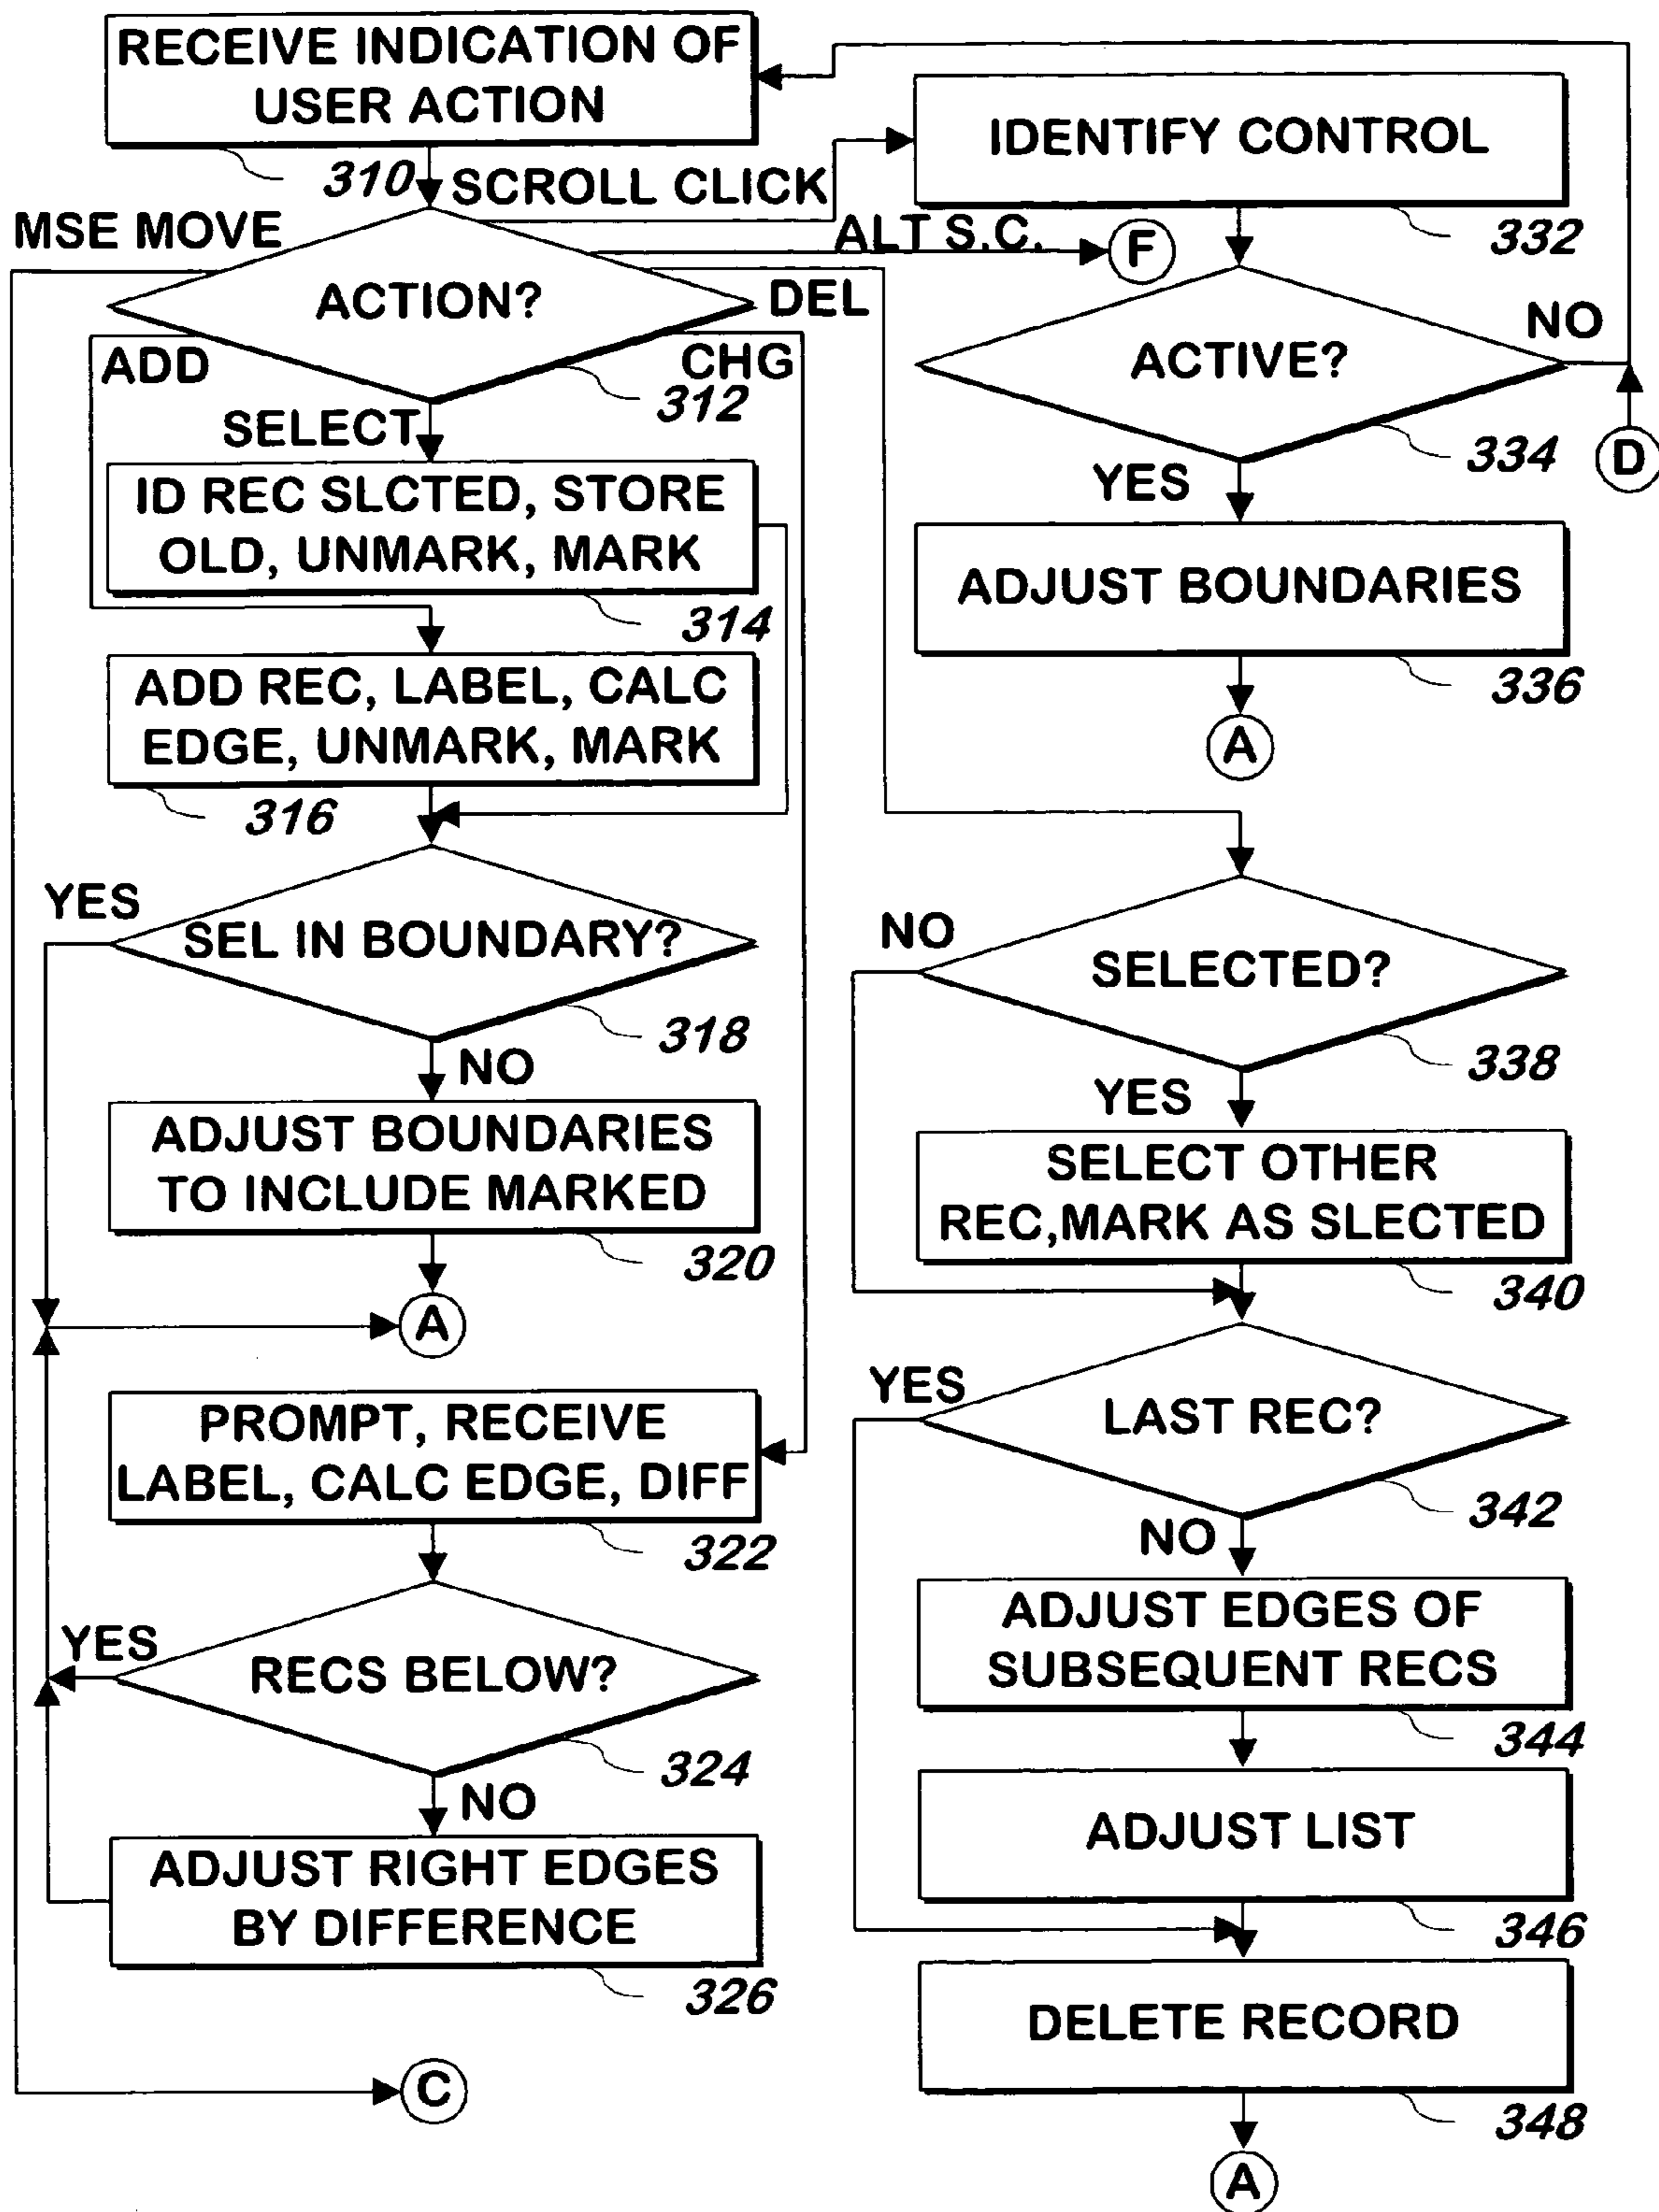 RECEIVE INDICATION OF
USER ACTION
310
SCROLL CLICK
MSE MOVE
ALT S.C.
F
ACTION?
DEL
ADD
CHG
312
SELECT
ID REC SLCTED, STORE
OLD, UNMARK, MARK
314
ADD REC, LABEL, CALC
EDGE, UNMARK, MARK
316
YES
SEL IN BOUNDARY?
318
NO
ADJUST BOUNDARIES
TO INCLUDE MARKED
320
A
PROMPT, RECEIVE
LABEL, CALC EDGE, DIFF
322
YES
RECS BELOW?
324
NO
ADJUST RIGHT EDGES
BY DIFFERENCE
326
C
IDENTIFY CONTROL
332
NO
ACTIVE?
334
D
YES
ADJUST BOUNDARIES
336
A
NO
SELECTED?
338
YES
SELECT OTHER
REC,MARK AS SLECTED
340
YES
LAST REC?
342
NO
ADJUST EDGES OF
SUBSEQUENT RECS
344
ADJUST LIST
346
DELETE RECORD
348
A